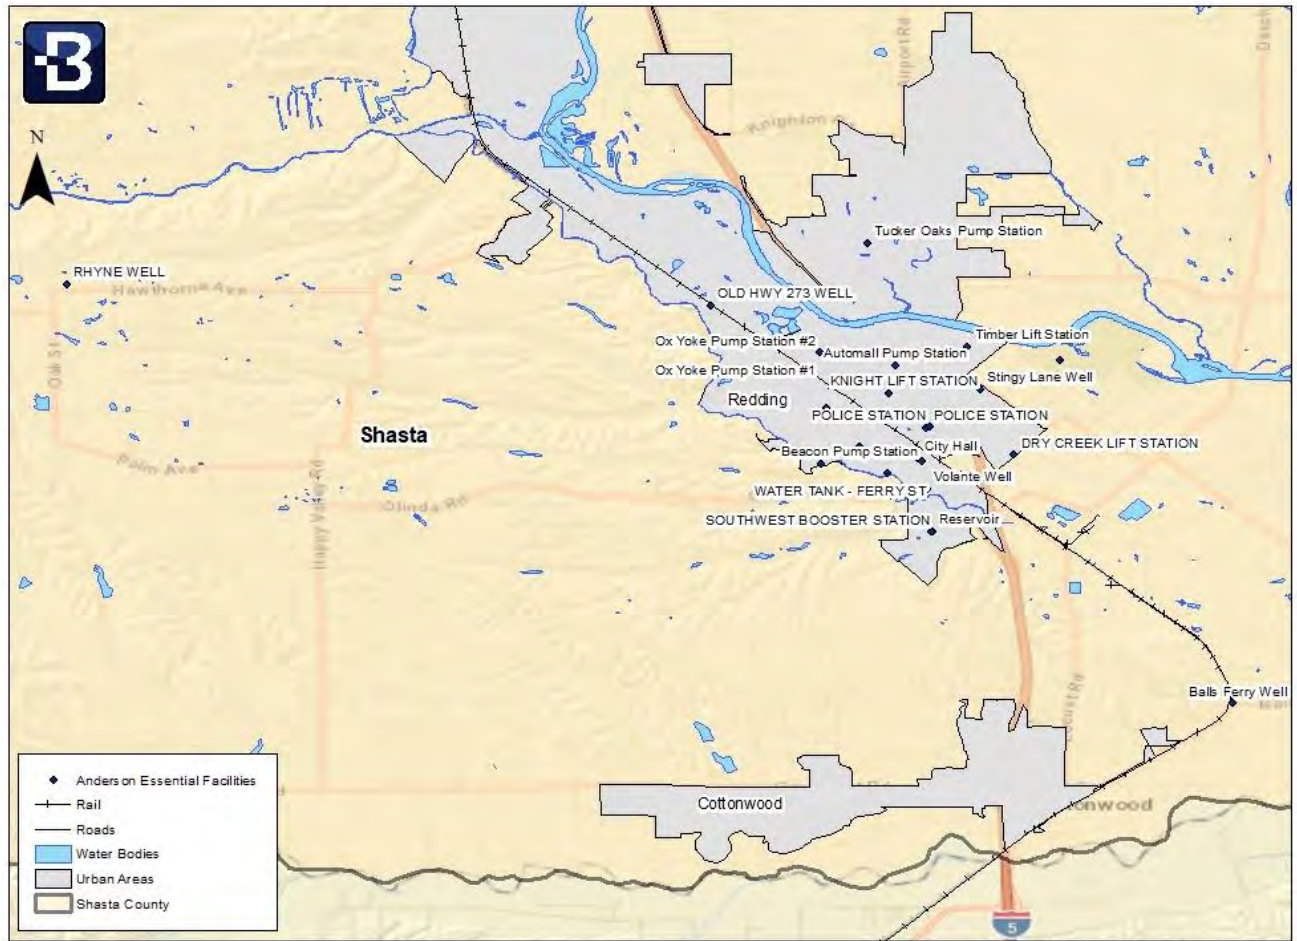 B
Airport Rd
Knighton
N
Tucker Oaks Pump Station
RHYNE WELL
Hawthorne Ave
OLD HWY 273 WELL
Timber Lift Station
Ox Yoke Pump Station #2
Automall Pump Station
Ox Yoke Pump Station #1
KNIGHT LIFT STATION
Stingy Lane Well
Oak St
Redding
POLICE STATION
POLICE STATION
Shasta
City Hall
DRY CREEK LIFT STATION
Beacon Pump Station
Palm Ave
Volante Well
WATER TANK - FERRY ST
Happy Valley Rd
Olinda Rd
SOUTHWEST BOOSTER STATION
Reservoir
Locust Rd
Balls Ferry Well
Cottonwood
onwood
Anderson Essential Facilities
Rail
Roads
Water Bodies
Urban Areas
Shasta County
5